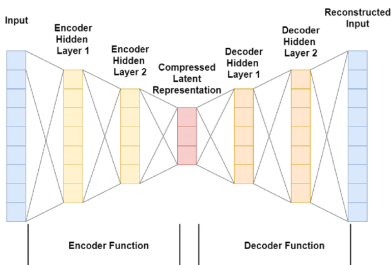 Input
Encoder
Hidden
Layer 1
Encoder
Hidden
Layer 2
Compressed
Latent
Representation
Decoder
Hidden
Layer 1
Decoder
Hidden
Layer 2
Reconstructed
Input
Encoder Function
Decoder Function